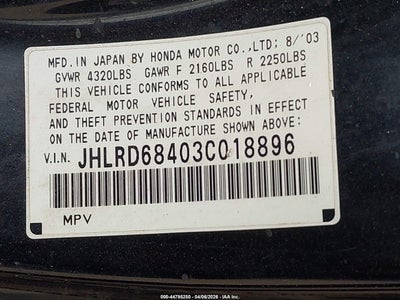 MFD. IN JAPAN BY HONDA MOTOR CO., LTD; 8/'03
GVWR 4320LBS GAWR F 2160LBS R 2250LBS
THIS VEHICLE CONFORMS TO ALL APPLICABLE
FEDERAL MOTOR VEHICLE SAFETY,
AND THEFT PREVENTION STANDARDS IN EFFECT
ON THE DATE OF MANUFACTURE SHOWN ABOVE:
V.I.N. JHLRD68403C018896
MPV
000-44795260 - 04/08/2026 - IAA Inc.